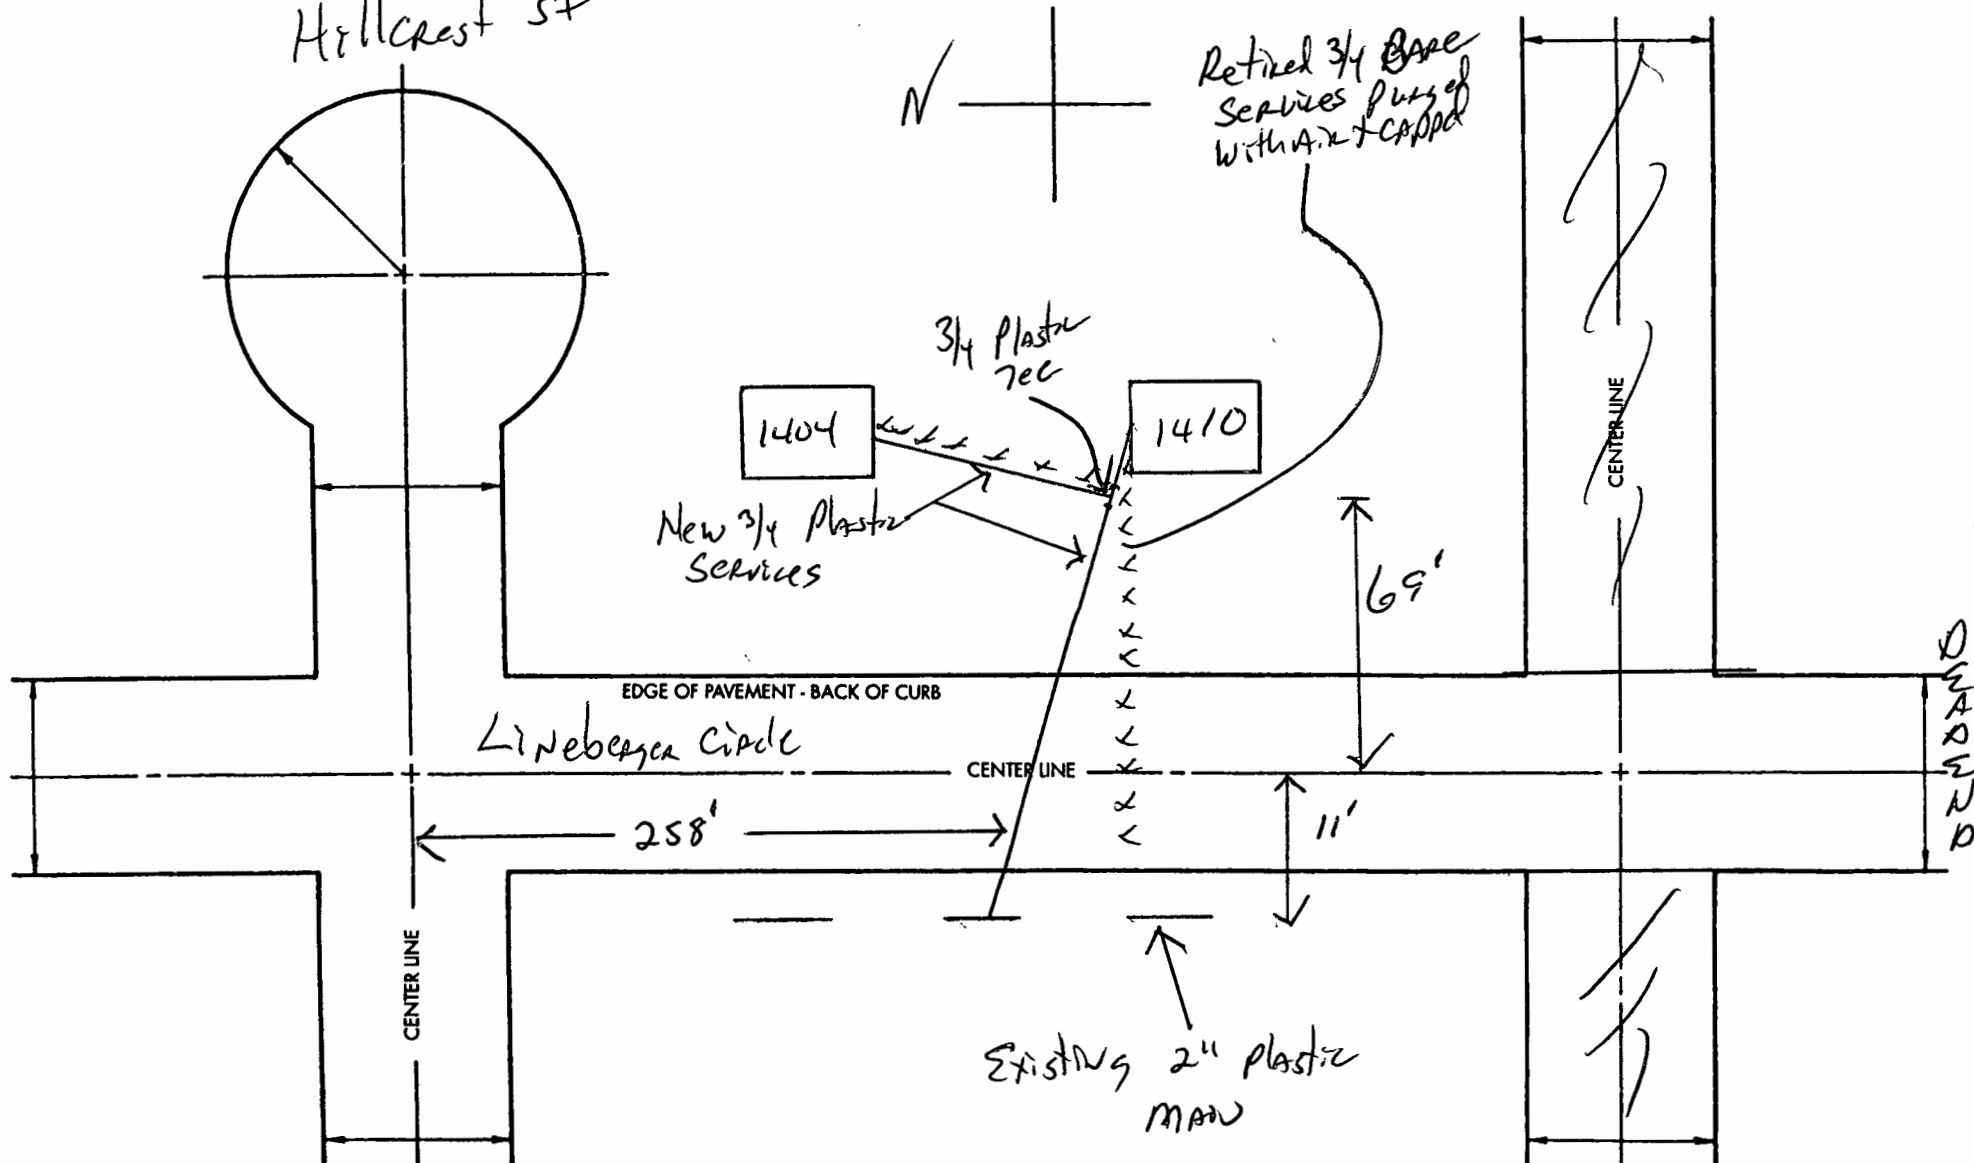 Hillcrest St
N
Retired 3/4 BARE
Services Purged
with Air + CAPPed
3/4 Plastic
Tee
1404
1410
New 3/4 Plastic
Services
69'
CENTER LINE
EDGE OF PAVEMENT - BACK OF CURB
Lineberger Circle
CENTER LINE
DEAD END
258'
11'
CENTER LINE
Existing 2" Plastic
MAIN